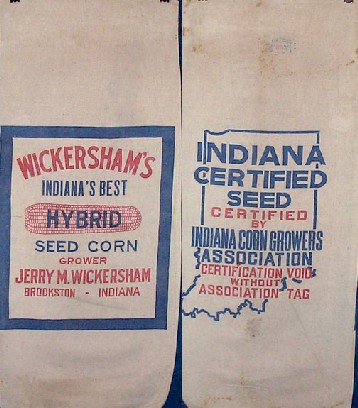 WICKERSHAM'S
INDIANA'S BEST
HYBRID
SEED CORN
GROWER
JERRY M. WICKERSHAM
BROOKSTON - INDIANA
INDIANA
CERTIFIED
SEED
CERTIFIED
BY
INDIANA CORN GROWERS
ASSOCIATION
CERTIFICATION VOID
WITHOUT
ASSOCIATION TAG